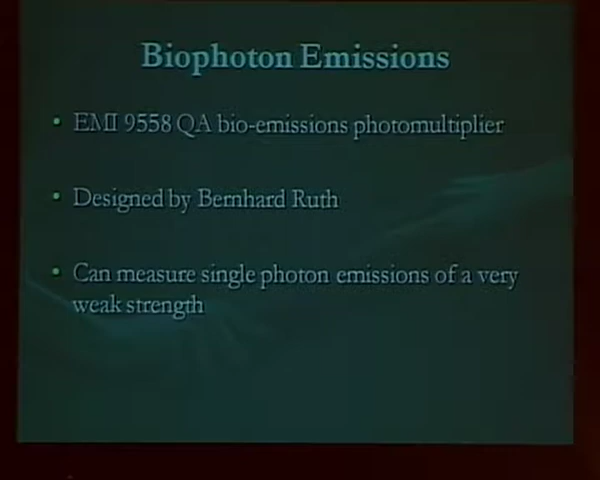 Biophoton Emissions
• EMI 9558 QA bio-emissions photomultiplier
• Designed by Bernhard Ruth
• Can measure single photon emissions of a very
weak strength